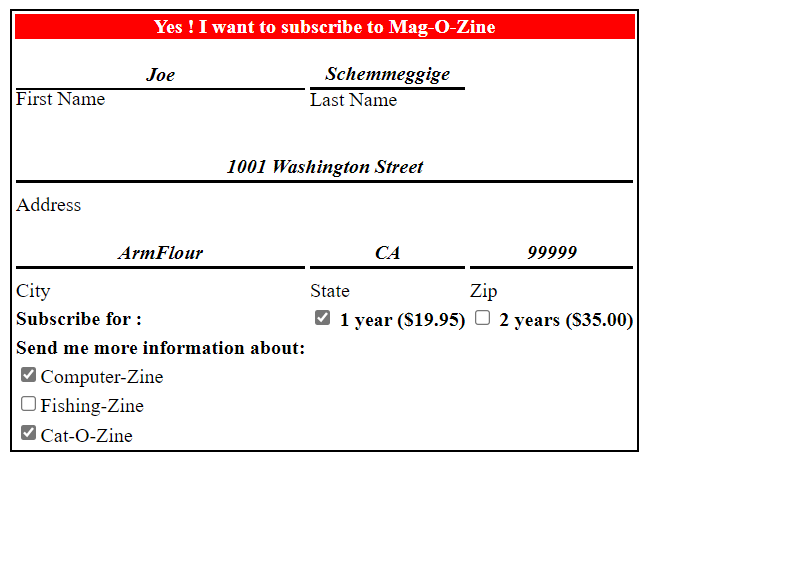 Yes ! I want to subscribe to Mag-O-Zine
Joe Schemmeggige
First Name Last Name
1001 Washington Street
Address
ArmFlour CA 99999
City State Zip
Subscribe for : 1 year ($19.95) 2 years ($35.00)
Send me more information about:
Computer-Zine
Fishing-Zine
Cat-O-Zine